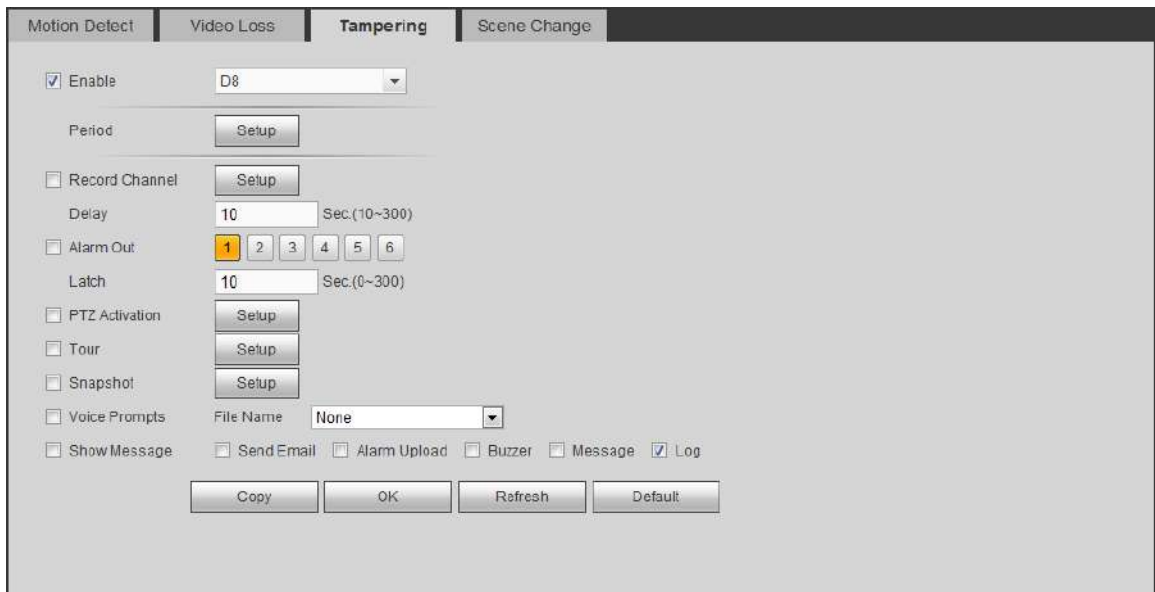 Motion Detect Video Loss Tampering Scene Change
Enable D8
Period Setup
Record Channel Setup
Delay 10 Sec.(10~300)
Alarm Out 1 2 3 4 5 6
Latch 10 Sec.(0~300)
PTZ Activation Setup
Tour Setup
Snapshot Setup
Voice Prompts File Name None
Show Message Send Email Alarm Upload Buzzer Message Log
Copy OK Refresh Default